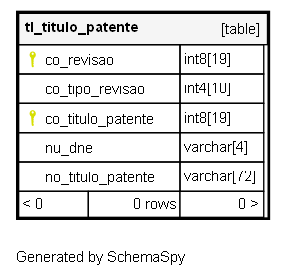 tl_titulo_patente [table]
co_revisao int8[19]
co_tipo_revisao int4[10]
co_titulo_patente int8[19]
nu_dne varchar[4]
no_titulo_patente varchar[72]
< 0 0 rows 0 >
Generated by SchemaSpy